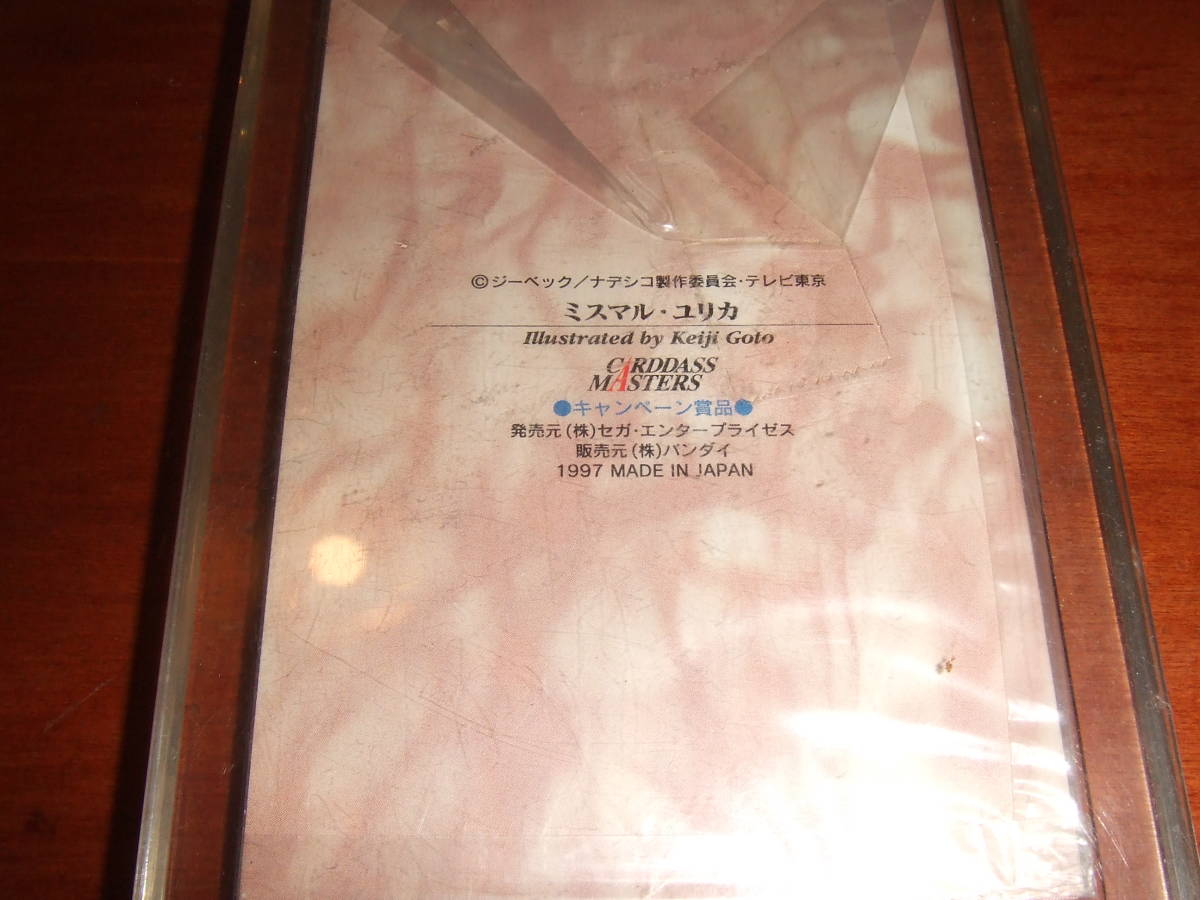 ©ジーベック／ナデシコ製作委員会・テレビ東京
ミスマル・ユリカ
Illustrated by Keiji Goto
CARDDASS
MASTERS
●キャンペーン賞品●
発売元(株)セガ・エンタープライゼス
販売元(株)バンダイ
1997 MADE IN JAPAN